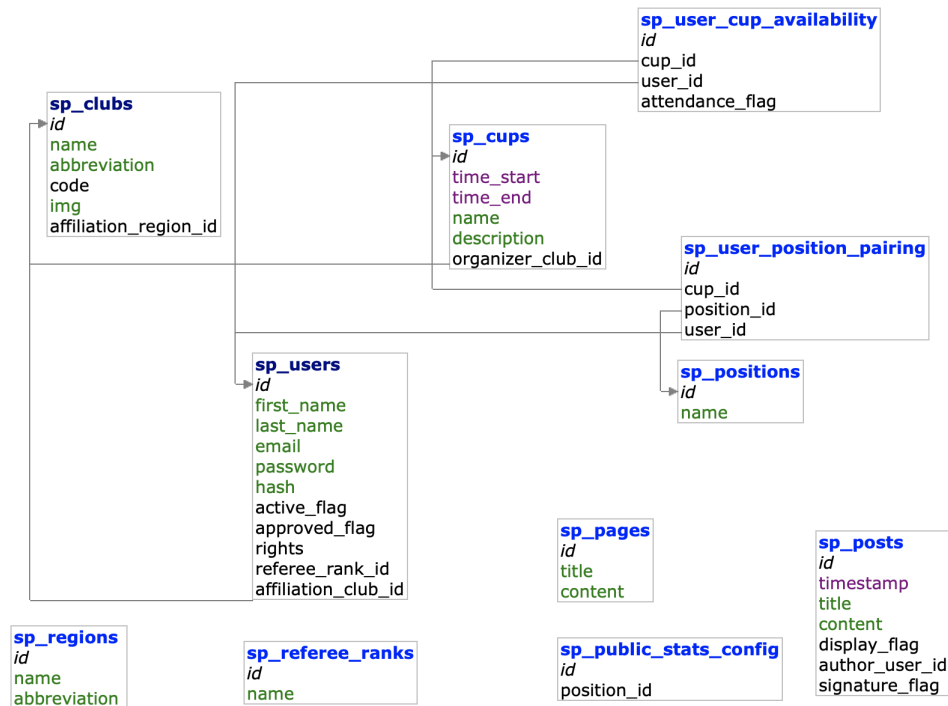 sp_user_cup_availability
id
cup_id
user_id
attendance_flag
sp_clubs
id
name
abbreviation
code
img
affiliation_region_id
sp_cups
id
time_start
time_end
name
description
organizer_club_id
sp_user_position_pairing
id
cup_id
position_id
user_id
sp_users
id
first_name
last_name
email
password
hash
active_flag
approved_flag
rights
referee_rank_id
affiliation_club_id
sp_positions
id
name
sp_pages
id
title
content
sp_posts
id
timestamp
title
content
display_flag
author_user_id
signature_flag
sp_regions
id
name
abbreviation
sp_referee_ranks
id
name
sp_public_stats_config
id
position_id